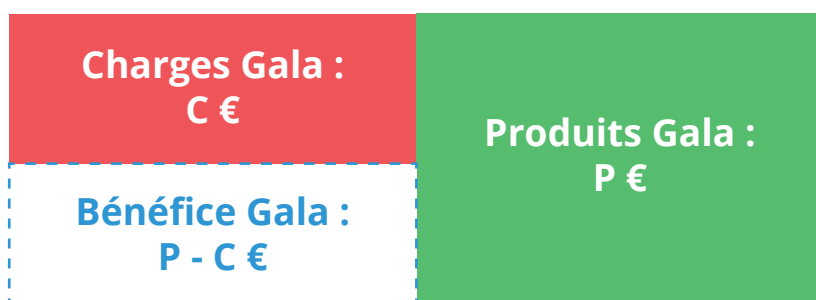 Charges Gala :
C €
Produits Gala :
P €
Bénéfice Gala :
P - C €